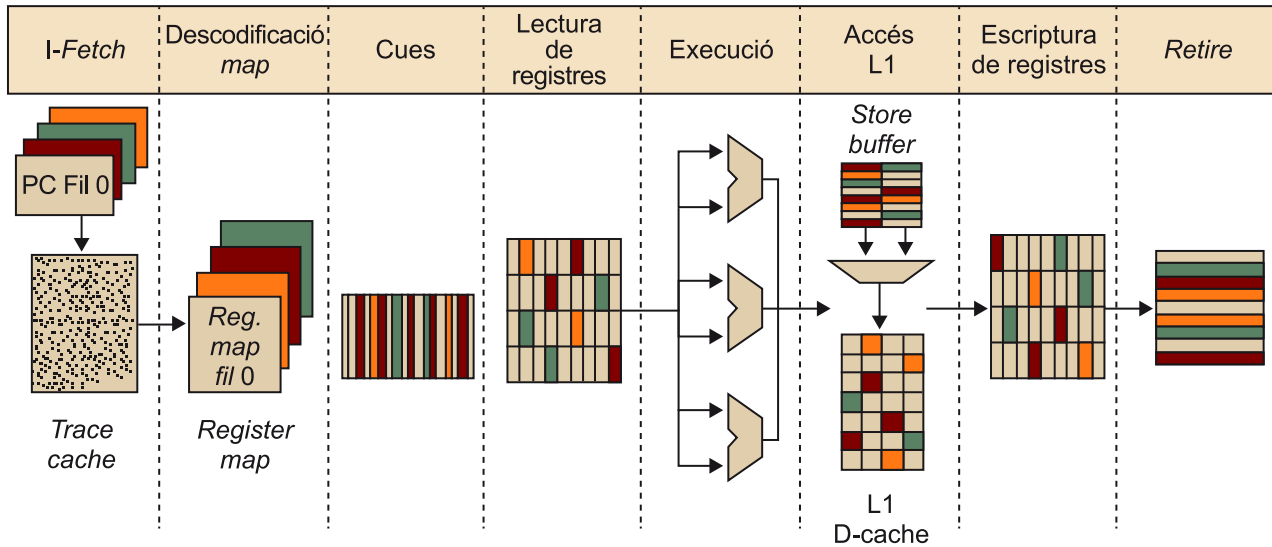 I-Fetch
Descodificació
map
Cues
Lectura
de
registres
Execució
Accés
L1
Escriptura
de registres
Retire
PC Fil 0
Trace
cache
Reg.
map
fil 0
Register
map
Store
buffer
L1
D-cache